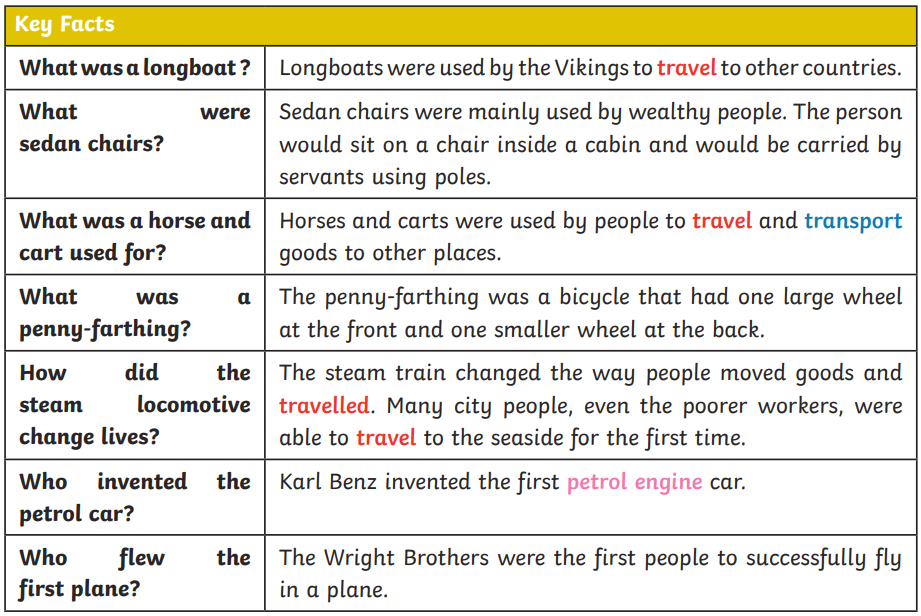 Key Facts
What was a longboat ?
Longboats were used by the Vikings to travel to other countries.
What were
sedan chairs?
Sedan chairs were mainly used by wealthy people. The person
would sit on a chair inside a cabin and would be carried by
servants using poles.
What was a horse and
cart used for?
Horses and carts were used by people to travel and transport
goods to other places.
What was a
penny-farthing?
The penny-farthing was a bicycle that had one large wheel
at the front and one smaller wheel at the back.
How did the
steam locomotive
change lives?
The steam train changed the way people moved goods and
travelled. Many city people, even the poorer workers, were
able to travel to the seaside for the first time.
Who invented the
petrol car?
Karl Benz invented the first petrol engine car.
Who flew the
first plane?
The Wright Brothers were the first people to successfully fly
in a plane.